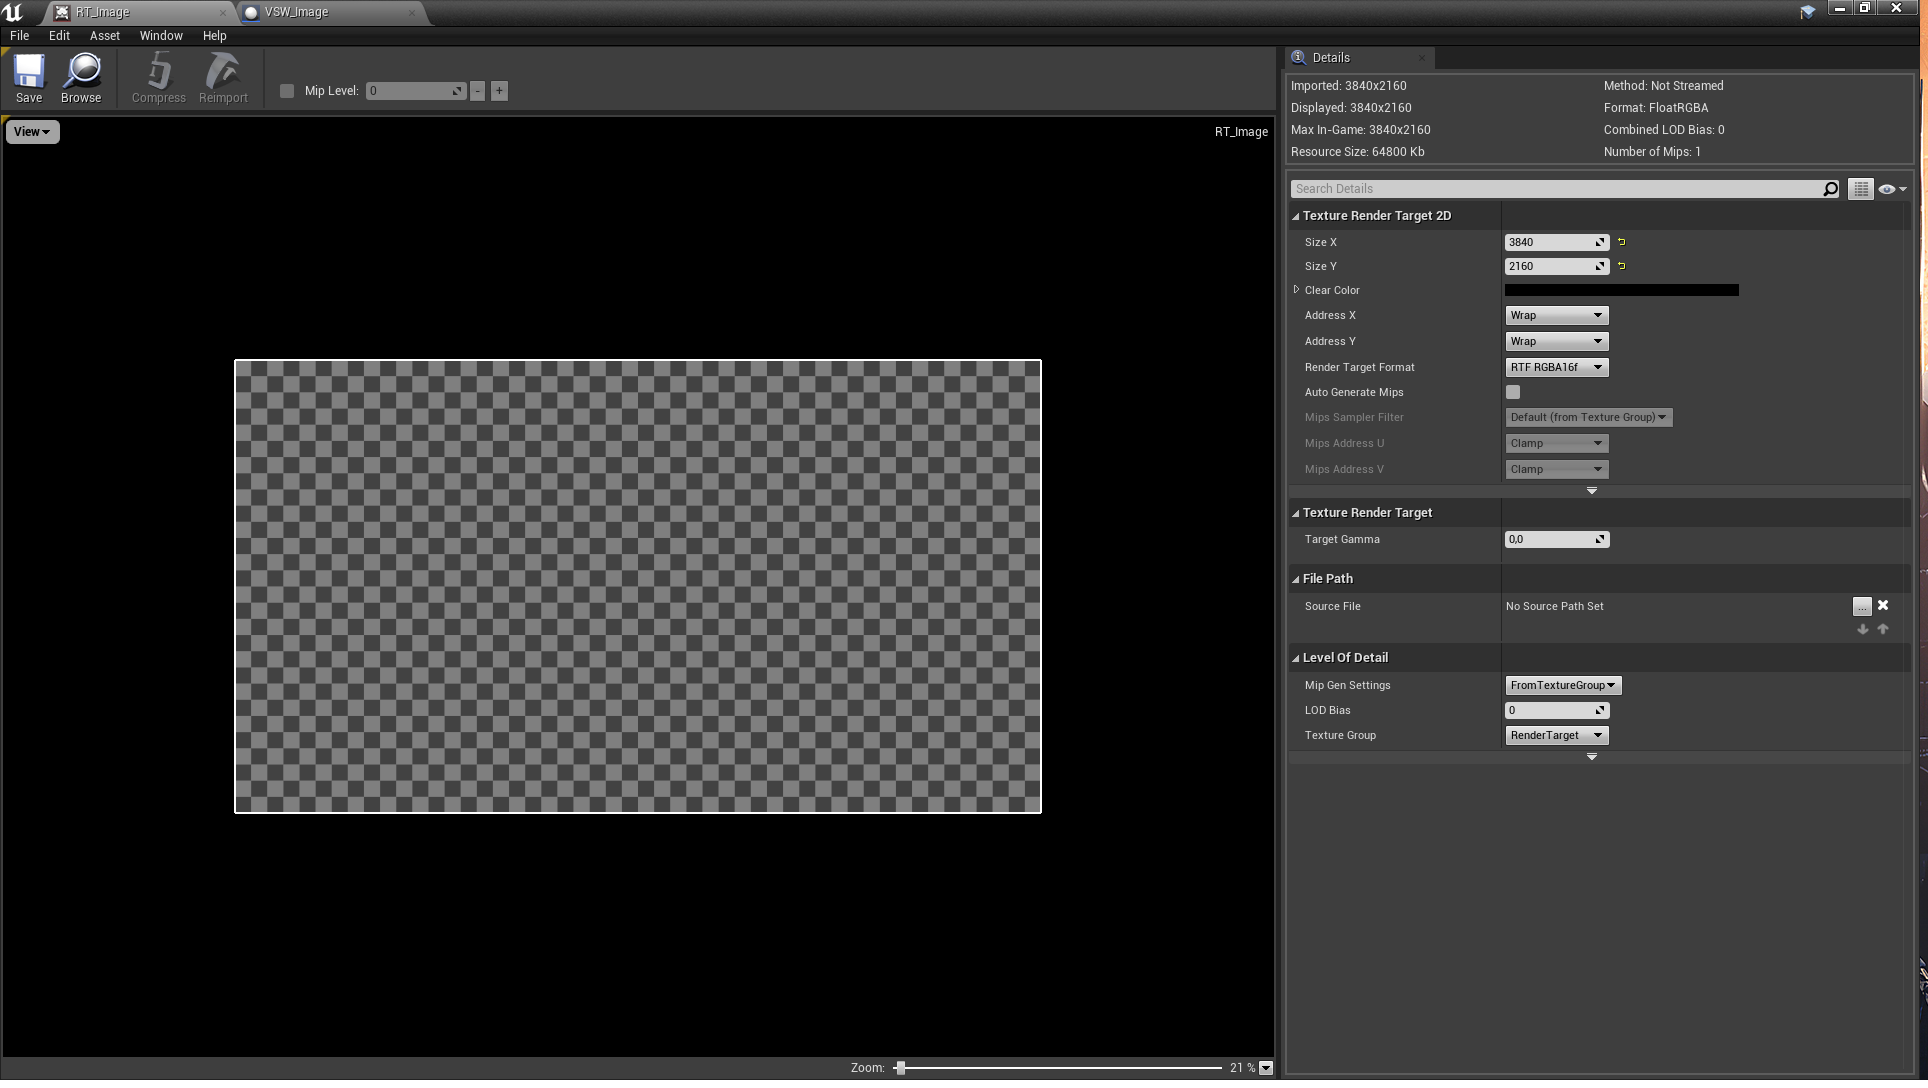 RT_Image
VSW_Image
File Edit Asset Window Help
Save Browse Compress Reimport Mip Level: 0 - +
View
RT_Image
Zoom: 21 %
Details
Imported: 3840x2160 Method: Not Streamed
Displayed: 3840x2160 Format: FloatRGBA
Max In-Game: 3840x2160 Combined LOD Bias: 0
Resource Size: 64800 Kb Number of Mips: 1
Search Details
Texture Render Target 2D
Size X 3840
Size Y 2160
Clear Color
Address X Wrap
Address Y Wrap
Render Target Format RTF RGBA16f
Auto Generate Mips
Mips Sampler Filter Default (from Texture Group)
Mips Address U Clamp
Mips Address V Clamp
Texture Render Target
Target Gamma 0,0
File Path
Source File No Source Path Set ...
Level Of Detail
Mip Gen Settings FromTextureGroup
LOD Bias 0
Texture Group RenderTarget